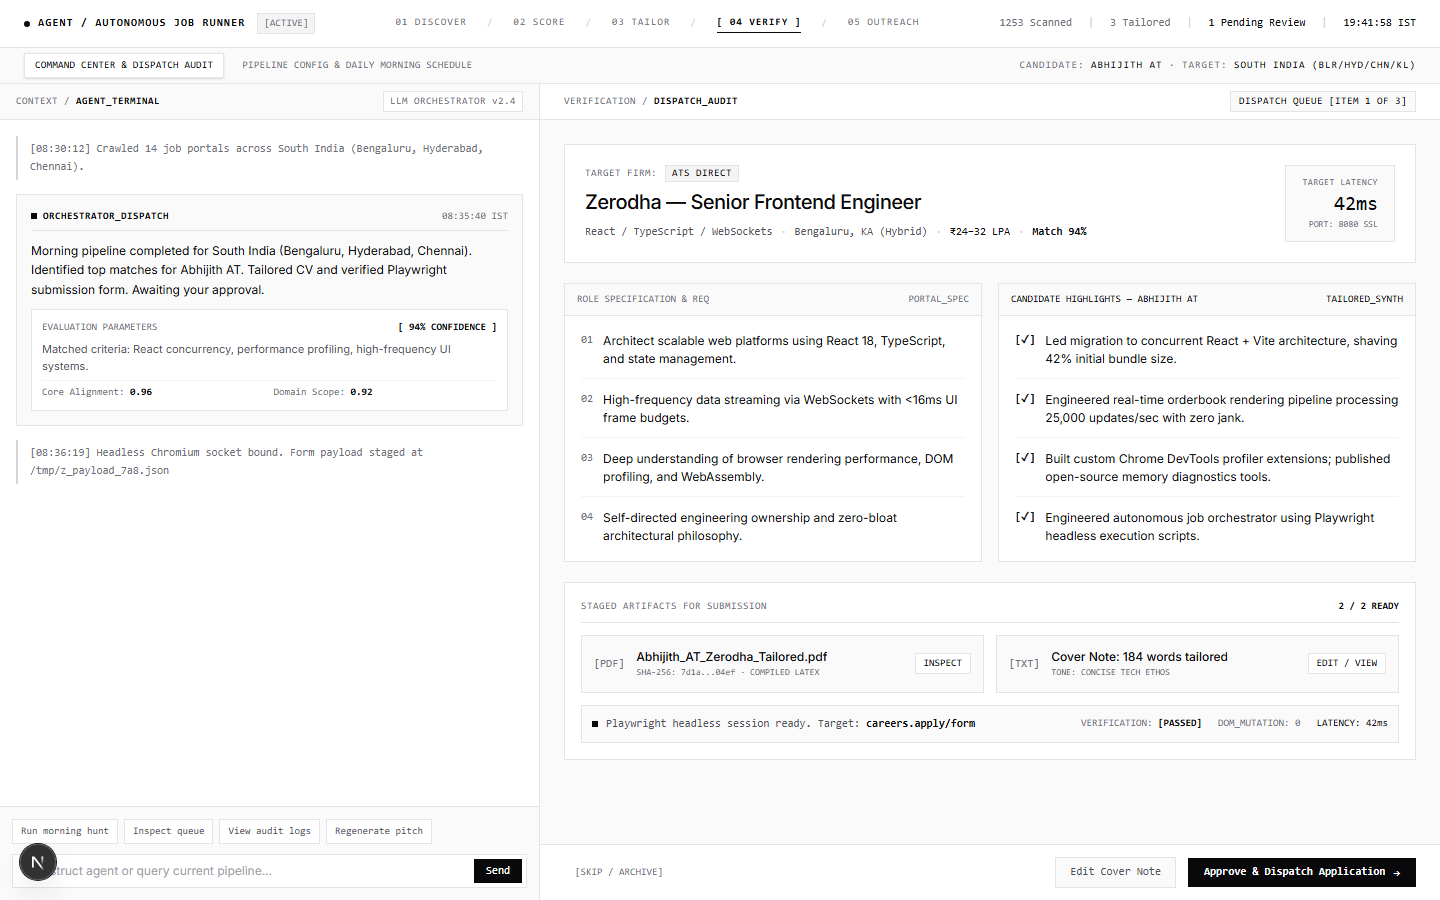 ● AGENT / AUTONOMOUS JOB RUNNER [ACTIVE] 01 DISCOVER / 02 SCORE / 03 TAILOR / [ 04 VERIFY ] / 05 OUTREACH 1253 Scanned | 3 Tailored | 1 Pending Review | 19:41:58 IST
COMMAND CENTER & DISPATCH AUDIT PIPELINE CONFIG & DAILY MORNING SCHEDULE CANDIDATE: ABHIJITH AT · TARGET: SOUTH INDIA (BLR/HYD/CHN/KL)
CONTEXT / AGENT_TERMINAL LLM ORCHESTRATOR v2.4
[08:30:12] Crawled 14 job portals across South India (Bengaluru, Hyderabad,
Chennai).
■ ORCHESTRATOR_DISPATCH 08:35:40 IST
Morning pipeline completed for South India (Bengaluru, Hyderabad, Chennai).
Identified top matches for Abhijith AT. Tailored CV and verified Playwright
submission form. Awaiting your approval.
EVALUATION PARAMETERS [ 94% CONFIDENCE ]
Matched criteria: React concurrency, performance profiling, high-frequency UI
systems.
Core Alignment: 0.96 Domain Scope: 0.92
[08:36:19] Headless Chromium socket bound. Form payload staged at
/tmp/z_payload_7a8.json
Run morning hunt Inspect queue View audit logs Regenerate pitch
N
truct agent or query current pipeline... Send
VERIFICATION / DISPATCH_AUDIT DISPATCH QUEUE [ITEM 1 OF 3]
TARGET FIRM: ATS DIRECT
Zerodha — Senior Frontend Engineer
React / TypeScript / WebSockets · Bengaluru, KA (Hybrid) · ₹24–32 LPA · Match 94%
TARGET LATENCY
42ms
PORT: 8080 SSL
ROLE SPECIFICATION & REQ PORTAL_SPEC
01 Architect scalable web platforms using React 18, TypeScript,
and state management.
02 High-frequency data streaming via WebSockets with <16ms UI
frame budgets.
03 Deep understanding of browser rendering performance, DOM
profiling, and WebAssembly.
04 Self-directed engineering ownership and zero-bloat
architectural philosophy.
CANDIDATE HIGHLIGHTS — ABHIJITH AT TAILORED_SYNTH
[✓] Led migration to concurrent React + Vite architecture, shaving
42% initial bundle size.
[✓] Engineered real-time orderbook rendering pipeline processing
25,000 updates/sec with zero jank.
[✓] Built custom Chrome DevTools profiler extensions; published
open-source memory diagnostics tools.
[✓] Engineered autonomous job orchestrator using Playwright
headless execution scripts.
STAGED ARTIFACTS FOR SUBMISSION 2 / 2 READY
[PDF] Abhijith_AT_Zerodha_Tailored.pdf INSPECT
SHA-256: 7d1a...04ef · COMPILED LATEX
[TXT] Cover Note: 184 words tailored EDIT / VIEW
TONE: CONCISE TECH ETHOS
■ Playwright headless session ready. Target: careers.apply/form VERIFICATION: [PASSED] DOM_MUTATION: 0 LATENCY: 42ms
[SKIP / ARCHIVE] Edit Cover Note Approve & Dispatch Application →